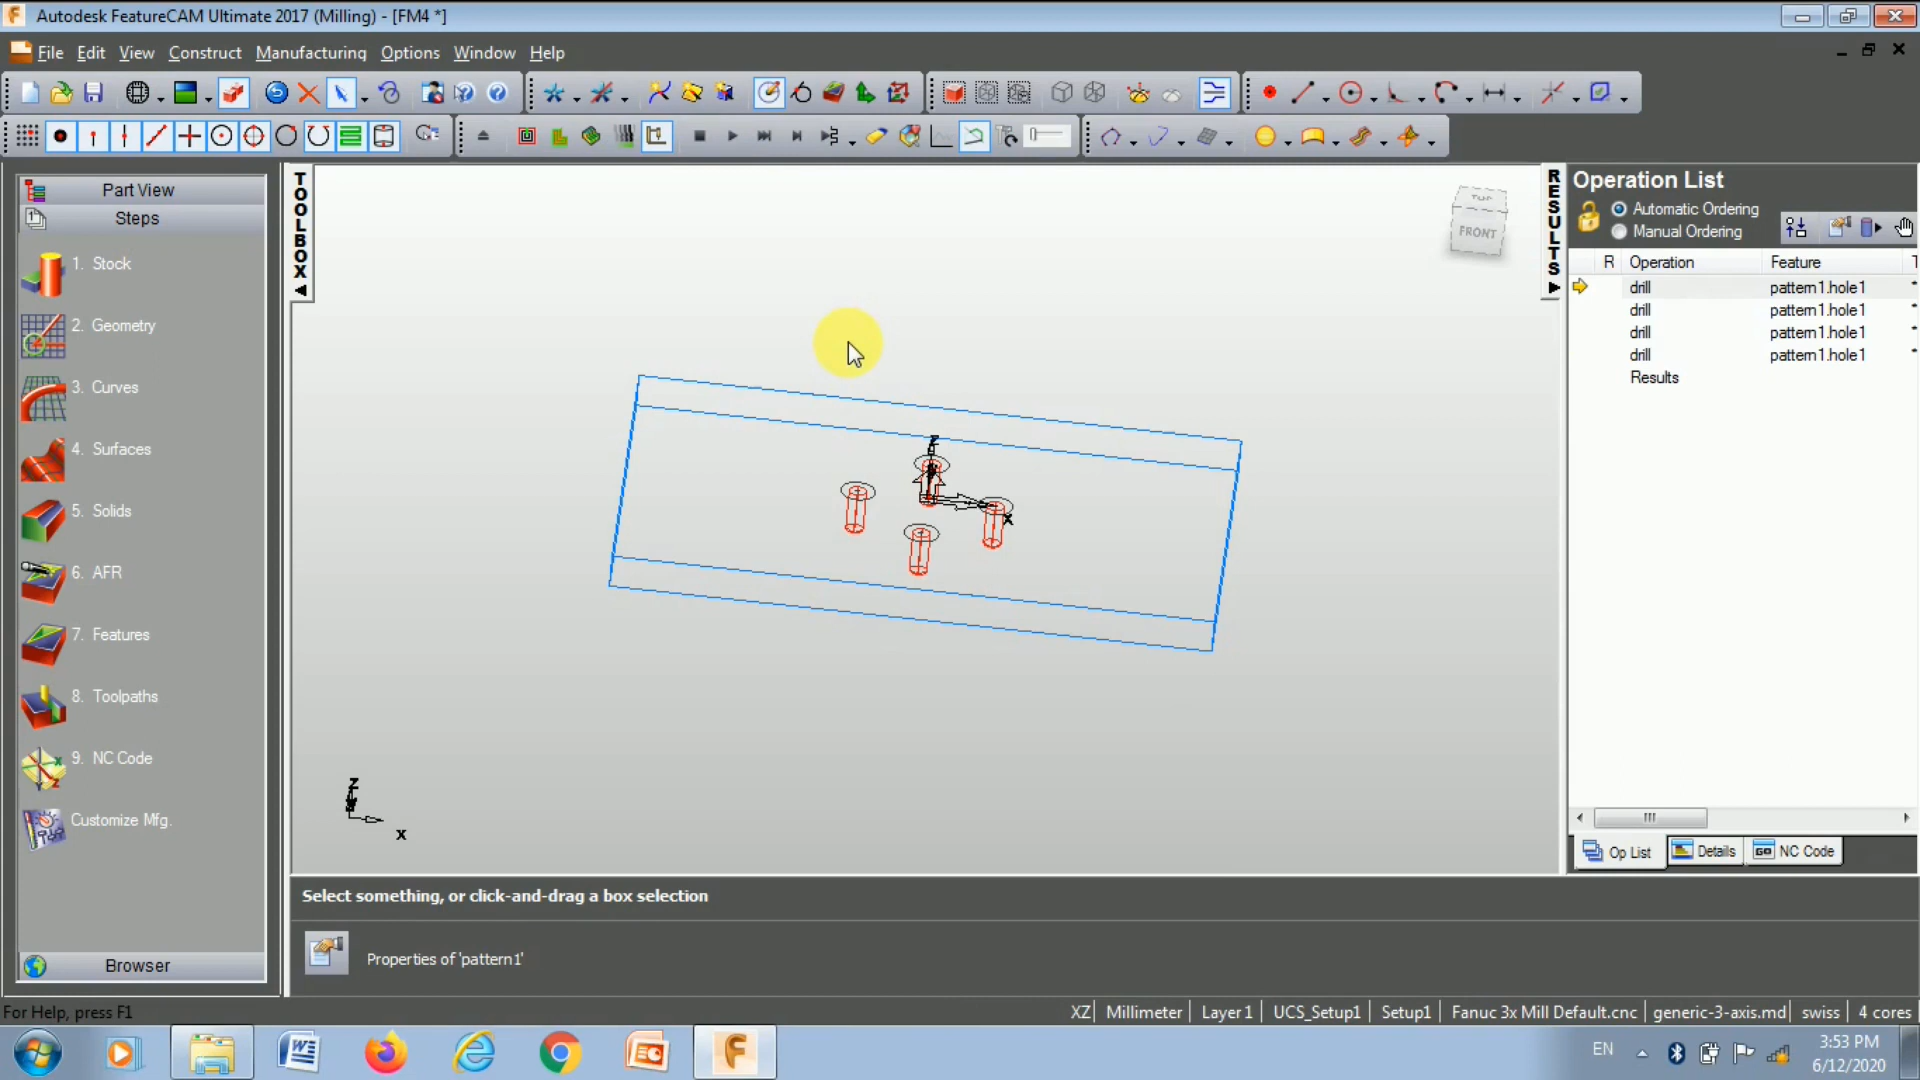 Autodesk FeatureCAM Ultimate 2017 (Milling) - [FM4 *]
File Edit View Construct Manufacturing Options Window Help
Part View
Steps
1. Stock
2. Geometry
3. Curves
4. Surfaces
5. Solids
6. AFR
7. Features
8. Toolpaths
9. NC Code
Customize Mfg.
Browser
TOOLBOX
TOP
FRONT
Z
X
Z
X
RESULTS
Operation List
Automatic Ordering
Manual Ordering
R Operation Feature
drill pattern1.hole1
drill pattern1.hole1
drill pattern1.hole1
drill pattern1.hole1
Results
Op List Details GO NC Code
Select something, or click-and-drag a box selection
Properties of 'pattern1'
For Help, press F1
XZ Millimeter Layer1 UCS_Setup1 Setup1 Fanuc 3x Mill Default.cnc generic-3-axis.md swiss 4 cores
EN
3:53 PM
6/12/2020